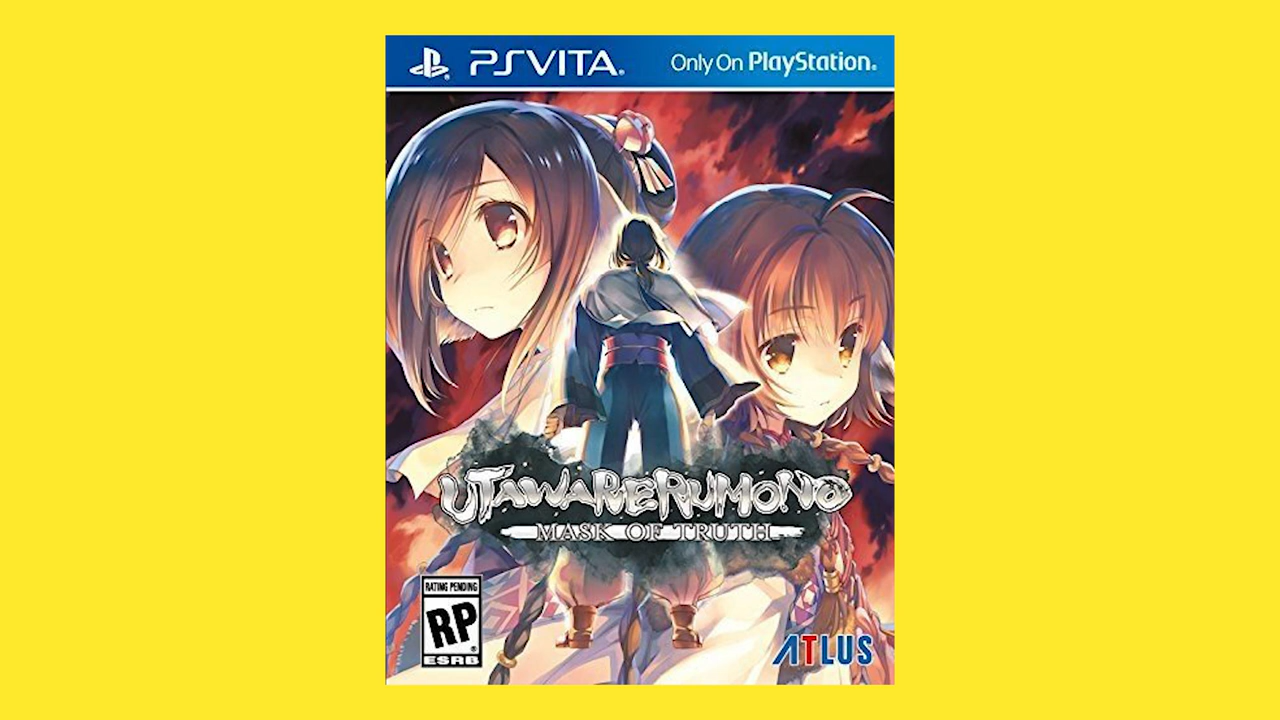 PSVITA
Only On PlayStation®
UTAWARERUMONO
MASK OF TRUTH
RATING PENDING
RP
ESRB
ATLUS